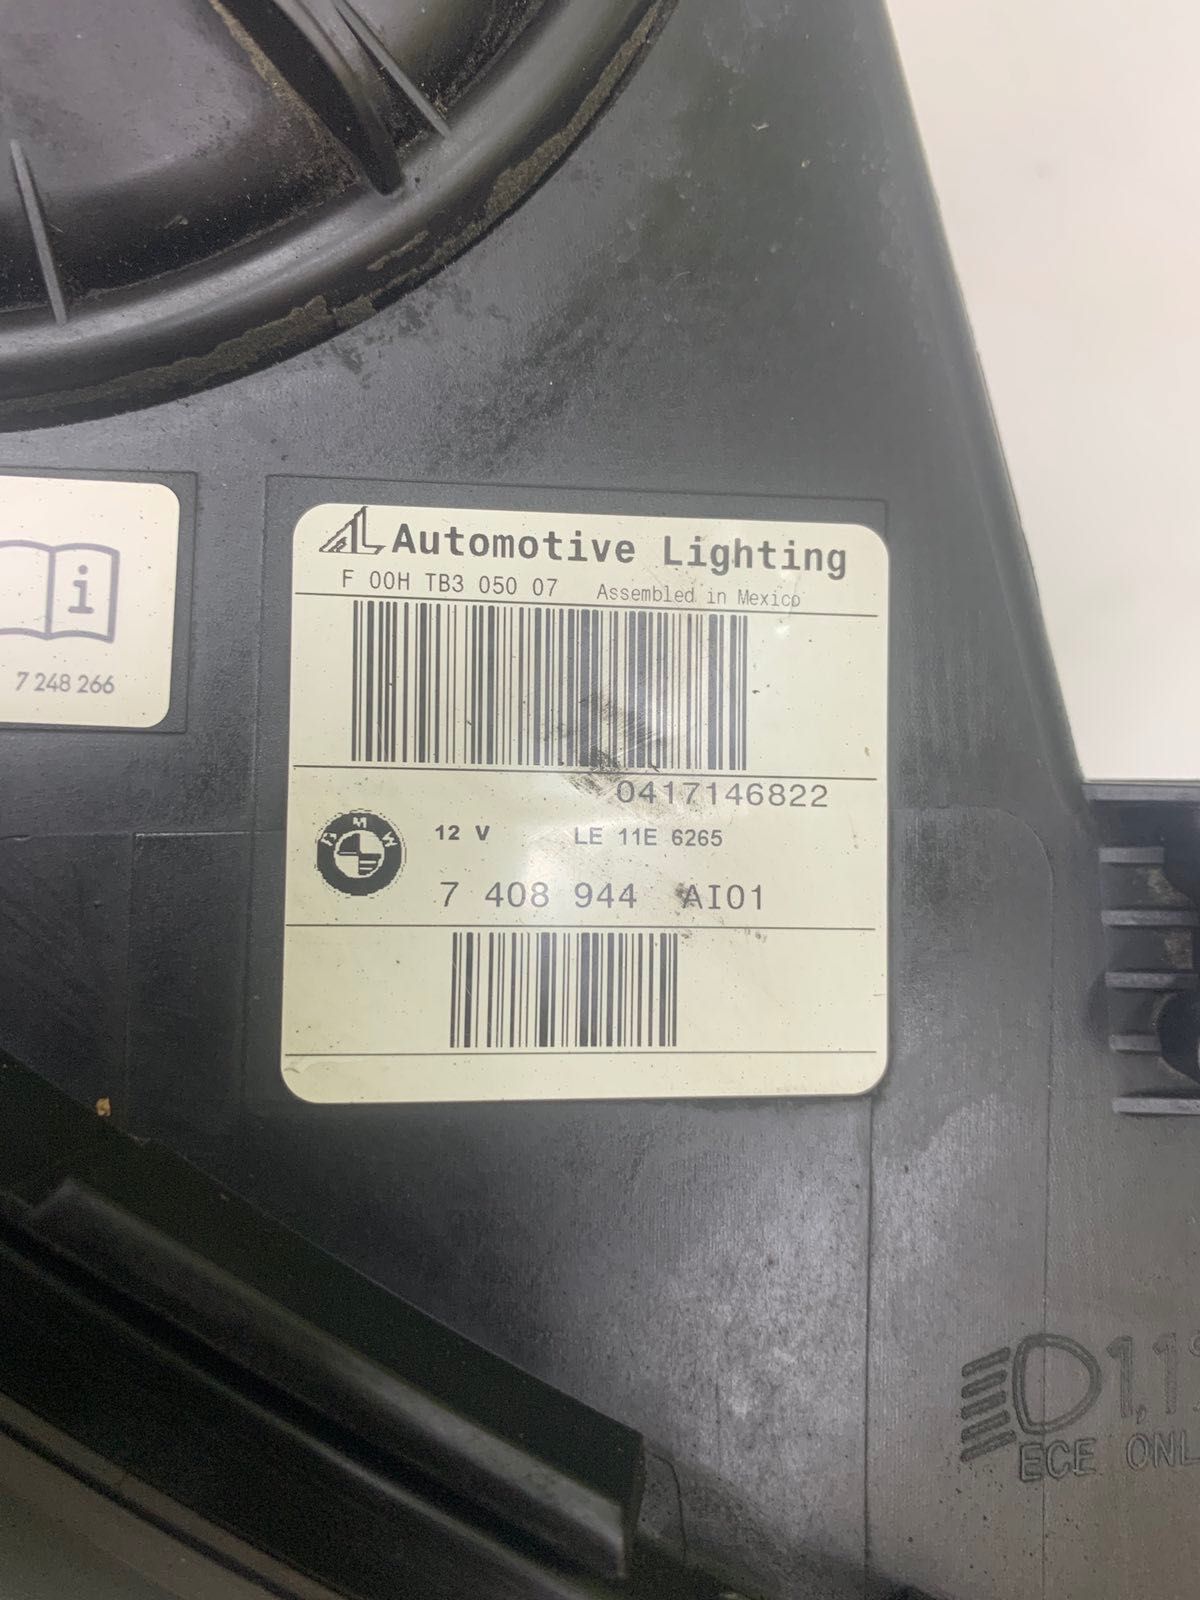 AL Automotive Lighting
F 00H TB3 050 07 Assembled in Mexico
i
7 248 266
0417146822
BMW
12 V LE 11E 6265
7 408 944 AI01
ECE